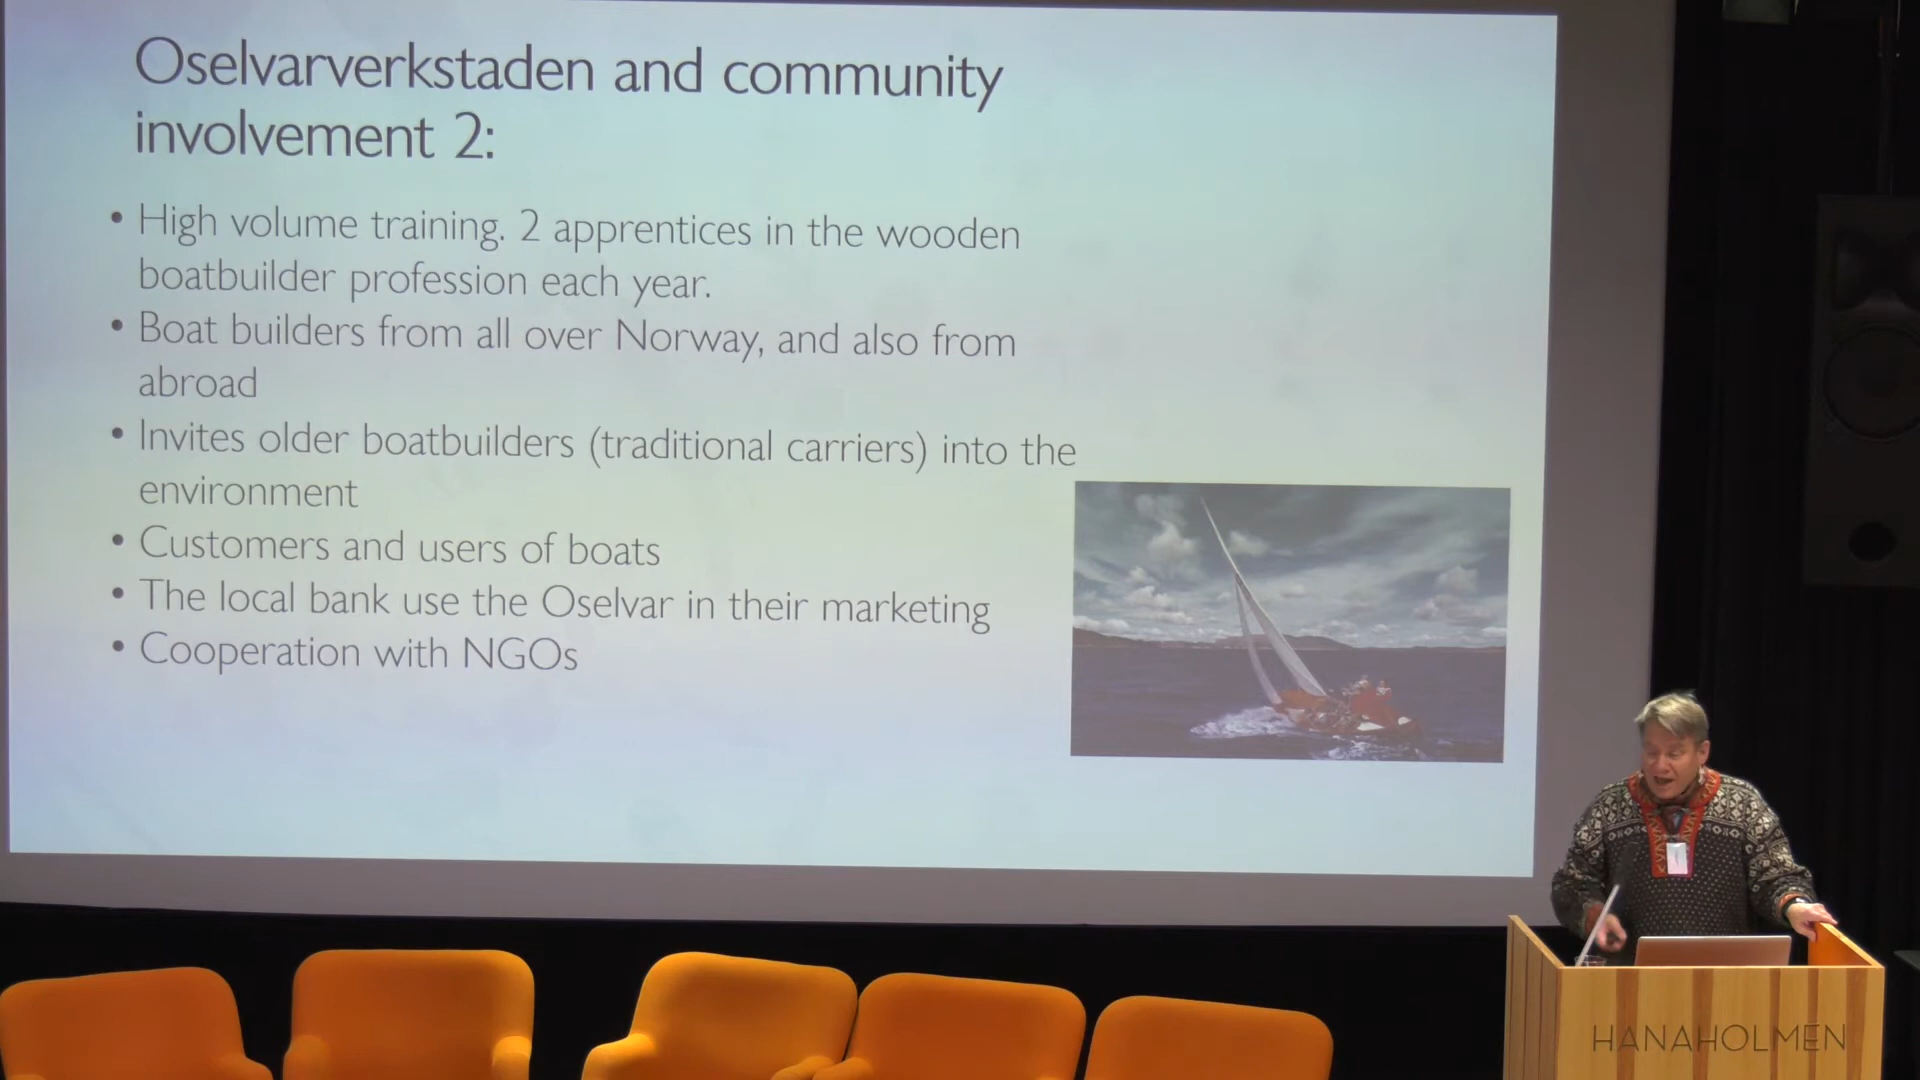 Oselvarverkstaden and community
involvement 2:
• High volume training. 2 apprentices in the wooden
boatbuilder profession each year.
• Boat builders from all over Norway, and also from
abroad
• Invites older boatbuilders (traditional carriers) into the
environment
• Customers and users of boats
• The local bank use the Oselvar in their marketing
• Cooperation with NGOs
HANAHOLMEN